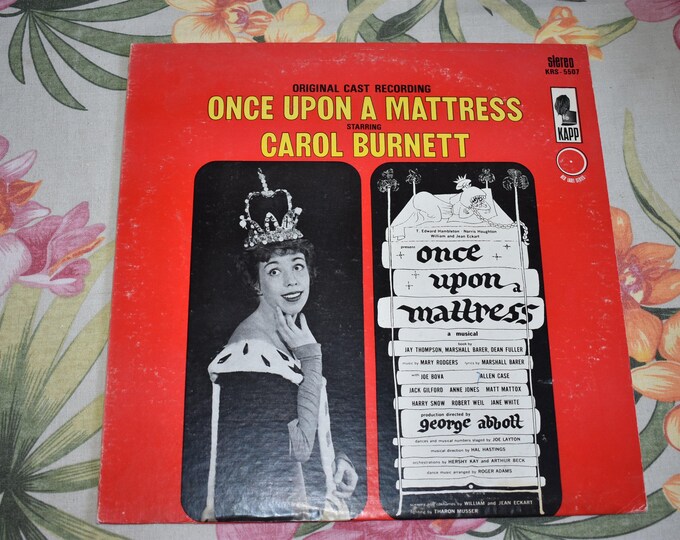 stereo
KRS-5507
ORIGINAL CAST RECORDING
ONCE UPON A MATTRESS
STARRING
CAROL BURNETT
KAPP
T. Edward Hambleton · Norris Houghton
William and Jean Eckart
present
once
upon a
mattress
a musical
book by
JAY THOMPSON, MARSHALL BARER, DEAN FULLER
music by MARY RODGERS lyrics by MARSHALL BARER
with JOE BOVA ALLEN CASE
JACK GILFORD ANNE JONES MATT MATTOX
HARRY SNOW ROBERT WEIL JANE WHITE
production directed by
george abbott
dances and musical numbers staged by JOE LAYTON
musical direction by HAL HASTINGS
orchestrations by HERSHY KAY and ARTHUR BECK
dance music arranged by ROGER ADAMS
scenery and costumes by WILLIAM and JEAN ECKART
lighting by THARON MUSSER